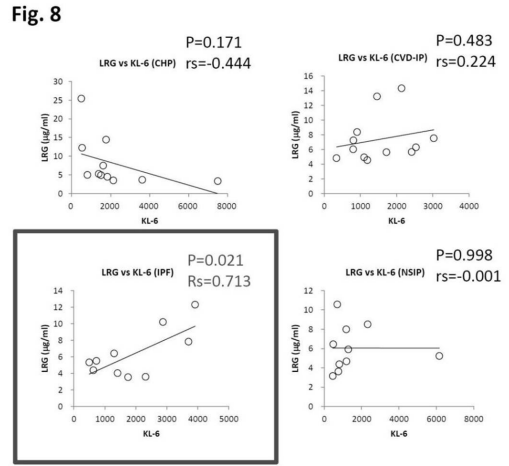 Fig. 8
P=0.171
LRG vs KL-6 (CHP) rs=-0.444
LRG (μg/ml)
30
25
20
15
10
5
0
0 2000 4000 6000 8000
KL-6
P=0.483
LRG vs KL-6 (CVD-IP) rs=0.224
LRG (μg/ml)
16
14
12
10
8
6
4
2
0
0 1000 2000 3000 4000
KL-6
P=0.021
LRG vs KL-6 (IPF) Rs=0.713
LRG (μg/ml)
14
12
10
8
6
4
2
0
0 1000 2000 3000 4000 5000
KL-6
P=0.998
LRG vs KL-6 (NSIP) rs=-0.001
LRG (μg/ml)
12
10
8
6
4
2
0
0 2000 4000 6000 8000
KL-6